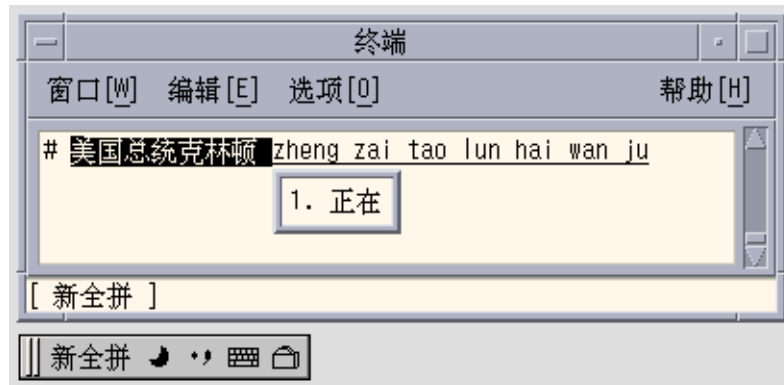 终端
窗口[W] 编辑[E] 选项[O] 帮助[H]
# 美国总统克林顿 zheng zai tao lun hai wan ju
1. 正在
[ 新全拼 ]
新全拼